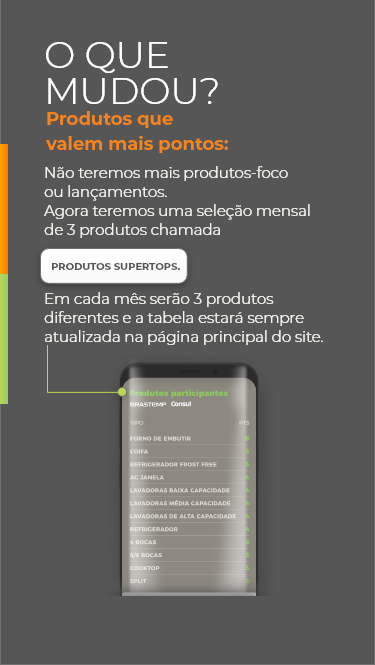 O QUE
MUDOU?
Produtos que
valem mais pontos:
Não teremos mais produtos-foco
ou lançamentos.
Agora teremos uma seleção mensal
de 3 produtos chamada
PRODUTOS SUPERTOPS.
Em cada mês serão 3 produtos
diferentes e a tabela estará sempre
atualizada na página principal do site.
Produtos participantes
BRASTEMP Consul
TIPO PTS
FORNO DE EMBUTIR
COIFA
REFRIGERADOR FROST FREE
AC JANELA
LAVADORAS BAIXA CAPACIDADE
LAVADORAS MÉDIA CAPACIDADE
LAVADORAS DE ALTA CAPACIDADE
REFRIGERADOR
4 BOCAS
5/6 BOCAS
COOKTOP
SPLIT